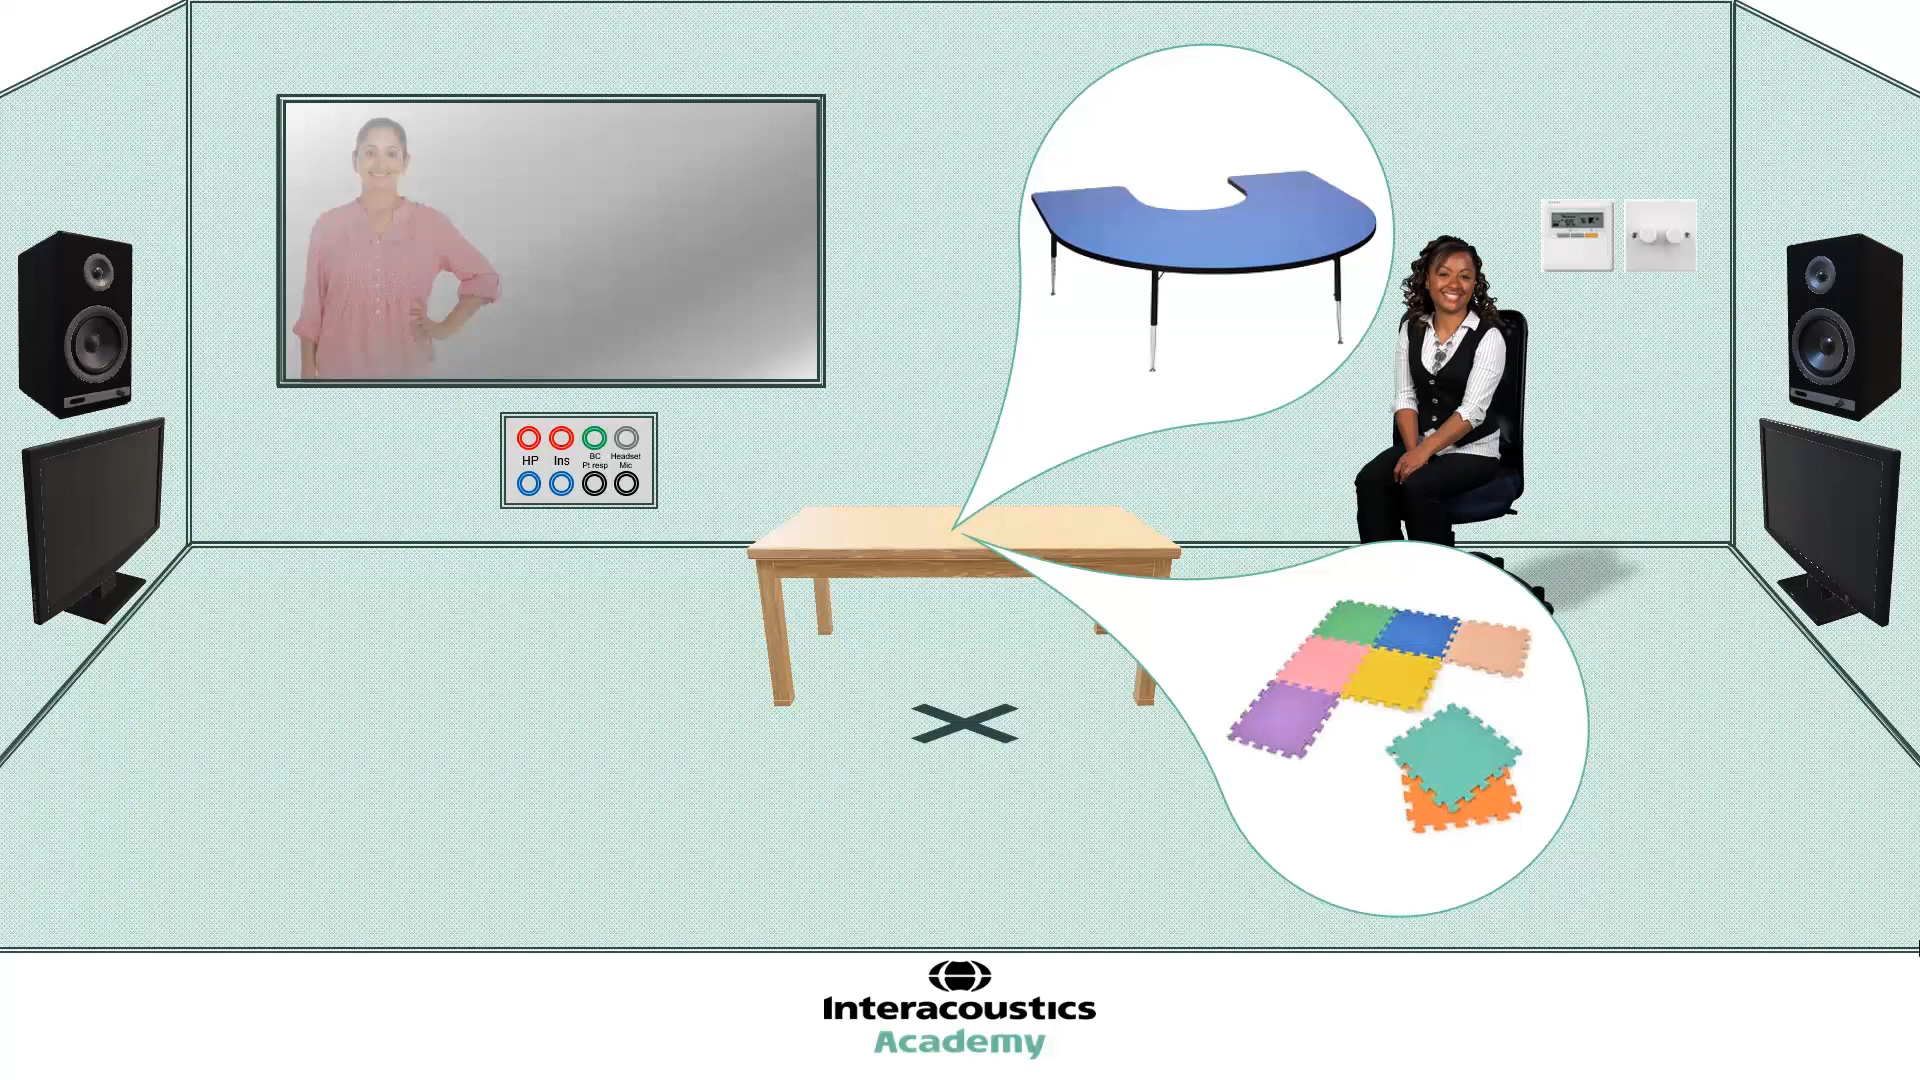 HP Ins BC Headset
Pt resp Mic
Interacoustics
Academy